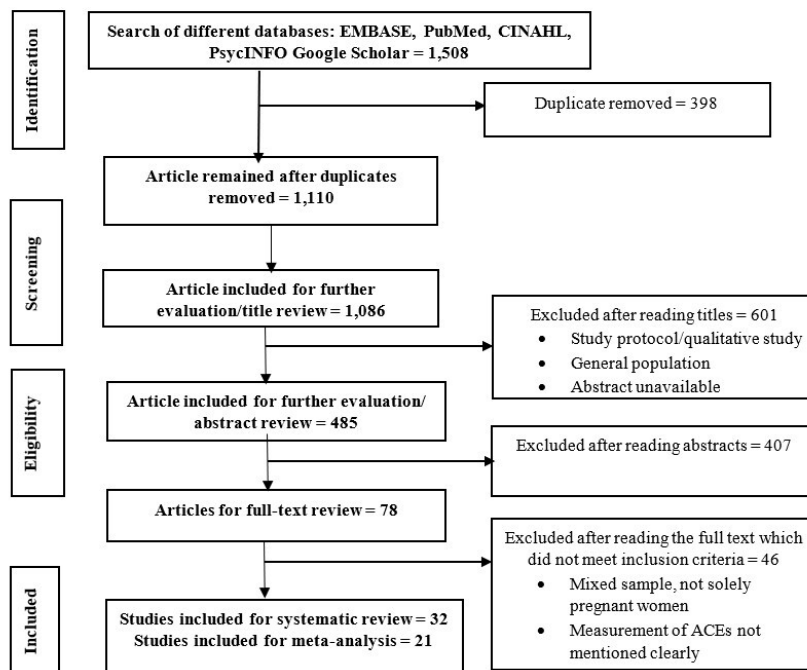 Identification
Search of different databases: EMBASE, PubMed, CINAHL,
PsycINFO Google Scholar = 1,508
Duplicate removed = 398
Article remained after duplicates
removed = 1,110
Screening
Article included for further
evaluation/title review = 1,086
Excluded after reading titles = 601
• Study protocol/qualitative study
• General population
• Abstract unavailable
Eligibility
Article included for further evaluation/
abstract review = 485
Excluded after reading abstracts = 407
Articles for full-text review = 78
Excluded after reading the full text which
did not meet inclusion criteria = 46
• Mixed sample, not solely
pregnant women
• Measurement of ACEs not
mentioned clearly
Included
Studies included for systematic review = 32
Studies included for meta-analysis = 21